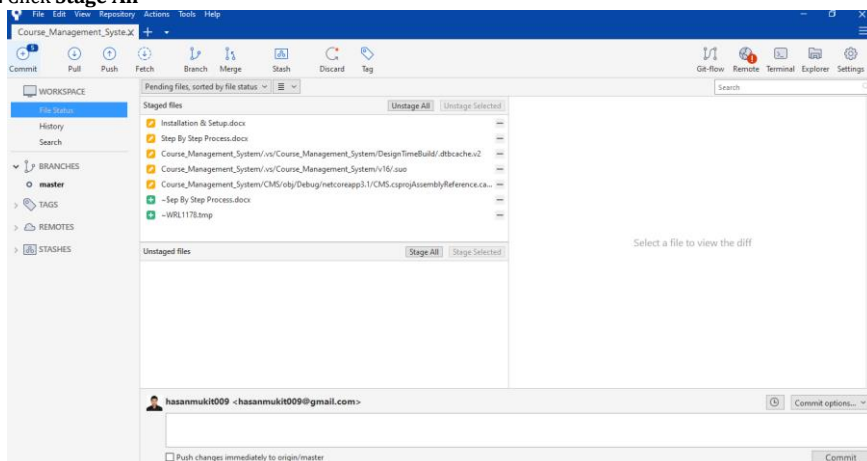 Click Stage All
File Edit View Repository Actions Tools Help
Course_Management_Syste
5
Commit Pull Push Fetch Branch Merge Stash Discard Tag Git-flow Remote Terminal Explorer Settings
WORKSPACE
File Status
History
Search
BRANCHES
master
TAGS
REMOTES
STASHES
Pending files, sorted by file status
Search
Staged files Unstage All Unstage Selected
Installation & Setup.docx
Step By Step Process.docx
Course_Management_System/.vs/Course_Management_System/DesignTimeBuild/.dtbcache.v2
Course_Management_System/.vs/Course_Management_System/v16/.suo
Course_Management_System/CMS/obj/Debug/netcoreapp3.1/CMS.csprojAssemblyReference.ca...
~Sep By Step Process.docx
~WRL1178.tmp
Unstaged files Stage All Stage Selected
Select a file to view the diff
hasanmukit009 <hasanmukit009@gmail.com>
Commit options...
Push changes immediately to origin/master
Commit